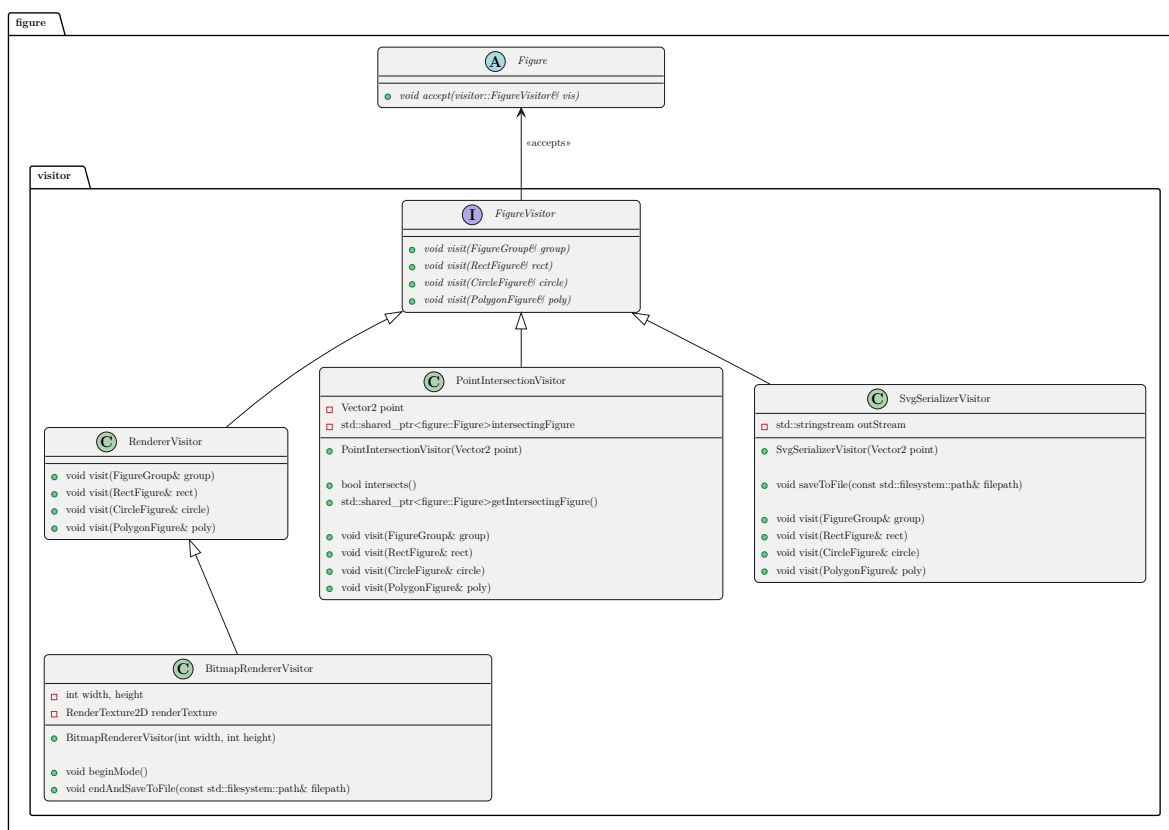 figure
A Figure
void accept(visitor::FigureVisitor& vis)
«accepts»
visitor
I FigureVisitor
void visit(FigureGroup& group)
void visit(RectFigure& rect)
void visit(CircleFigure& circle)
void visit(PolygonFigure& poly)
C RendererVisitor
void visit(FigureGroup& group)
void visit(RectFigure& rect)
void visit(CircleFigure& circle)
void visit(PolygonFigure& poly)
C PointIntersectionVisitor
Vector2 point
std::shared_ptr<figure::Figure>intersectingFigure
PointIntersectionVisitor(Vector2 point)
bool intersects()
std::shared_ptr<figure::Figure>getIntersectingFigure()
void visit(FigureGroup& group)
void visit(RectFigure& rect)
void visit(CircleFigure& circle)
void visit(PolygonFigure& poly)
C SvgSerializerVisitor
std::stringstream outStream
SvgSerializerVisitor(Vector2 point)
void saveToFile(const std::filesystem::path& filepath)
void visit(FigureGroup& group)
void visit(RectFigure& rect)
void visit(CircleFigure& circle)
void visit(PolygonFigure& poly)
C BitmapRendererVisitor
int width, height
RenderTexture2D renderTexture
BitmapRendererVisitor(int width, int height)
void beginMode()
void endAndSaveToFile(const std::filesystem::path& filepath)